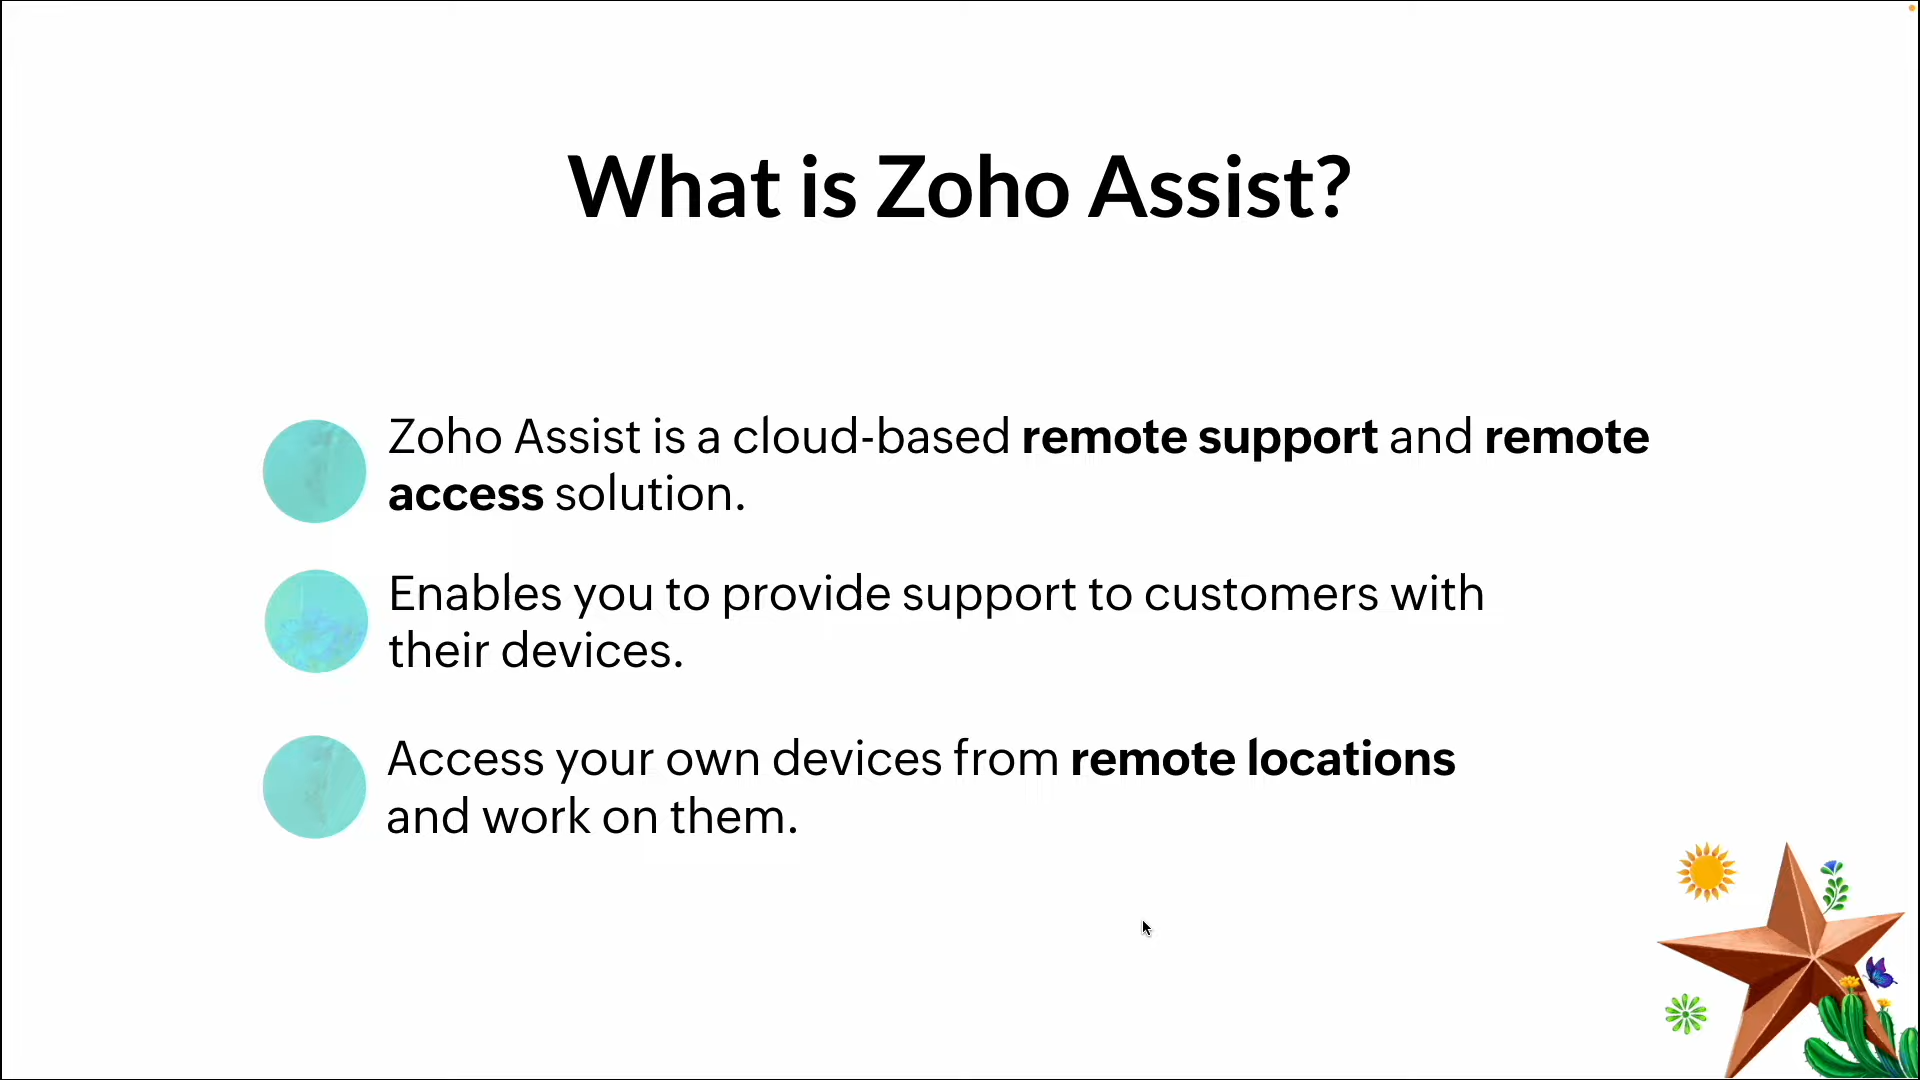 What is Zoho Assist?
Zoho Assist is a cloud-based remote support and remote
access solution.
Enables you to provide support to customers with
their devices.
Access your own devices from remote locations
and work on them.